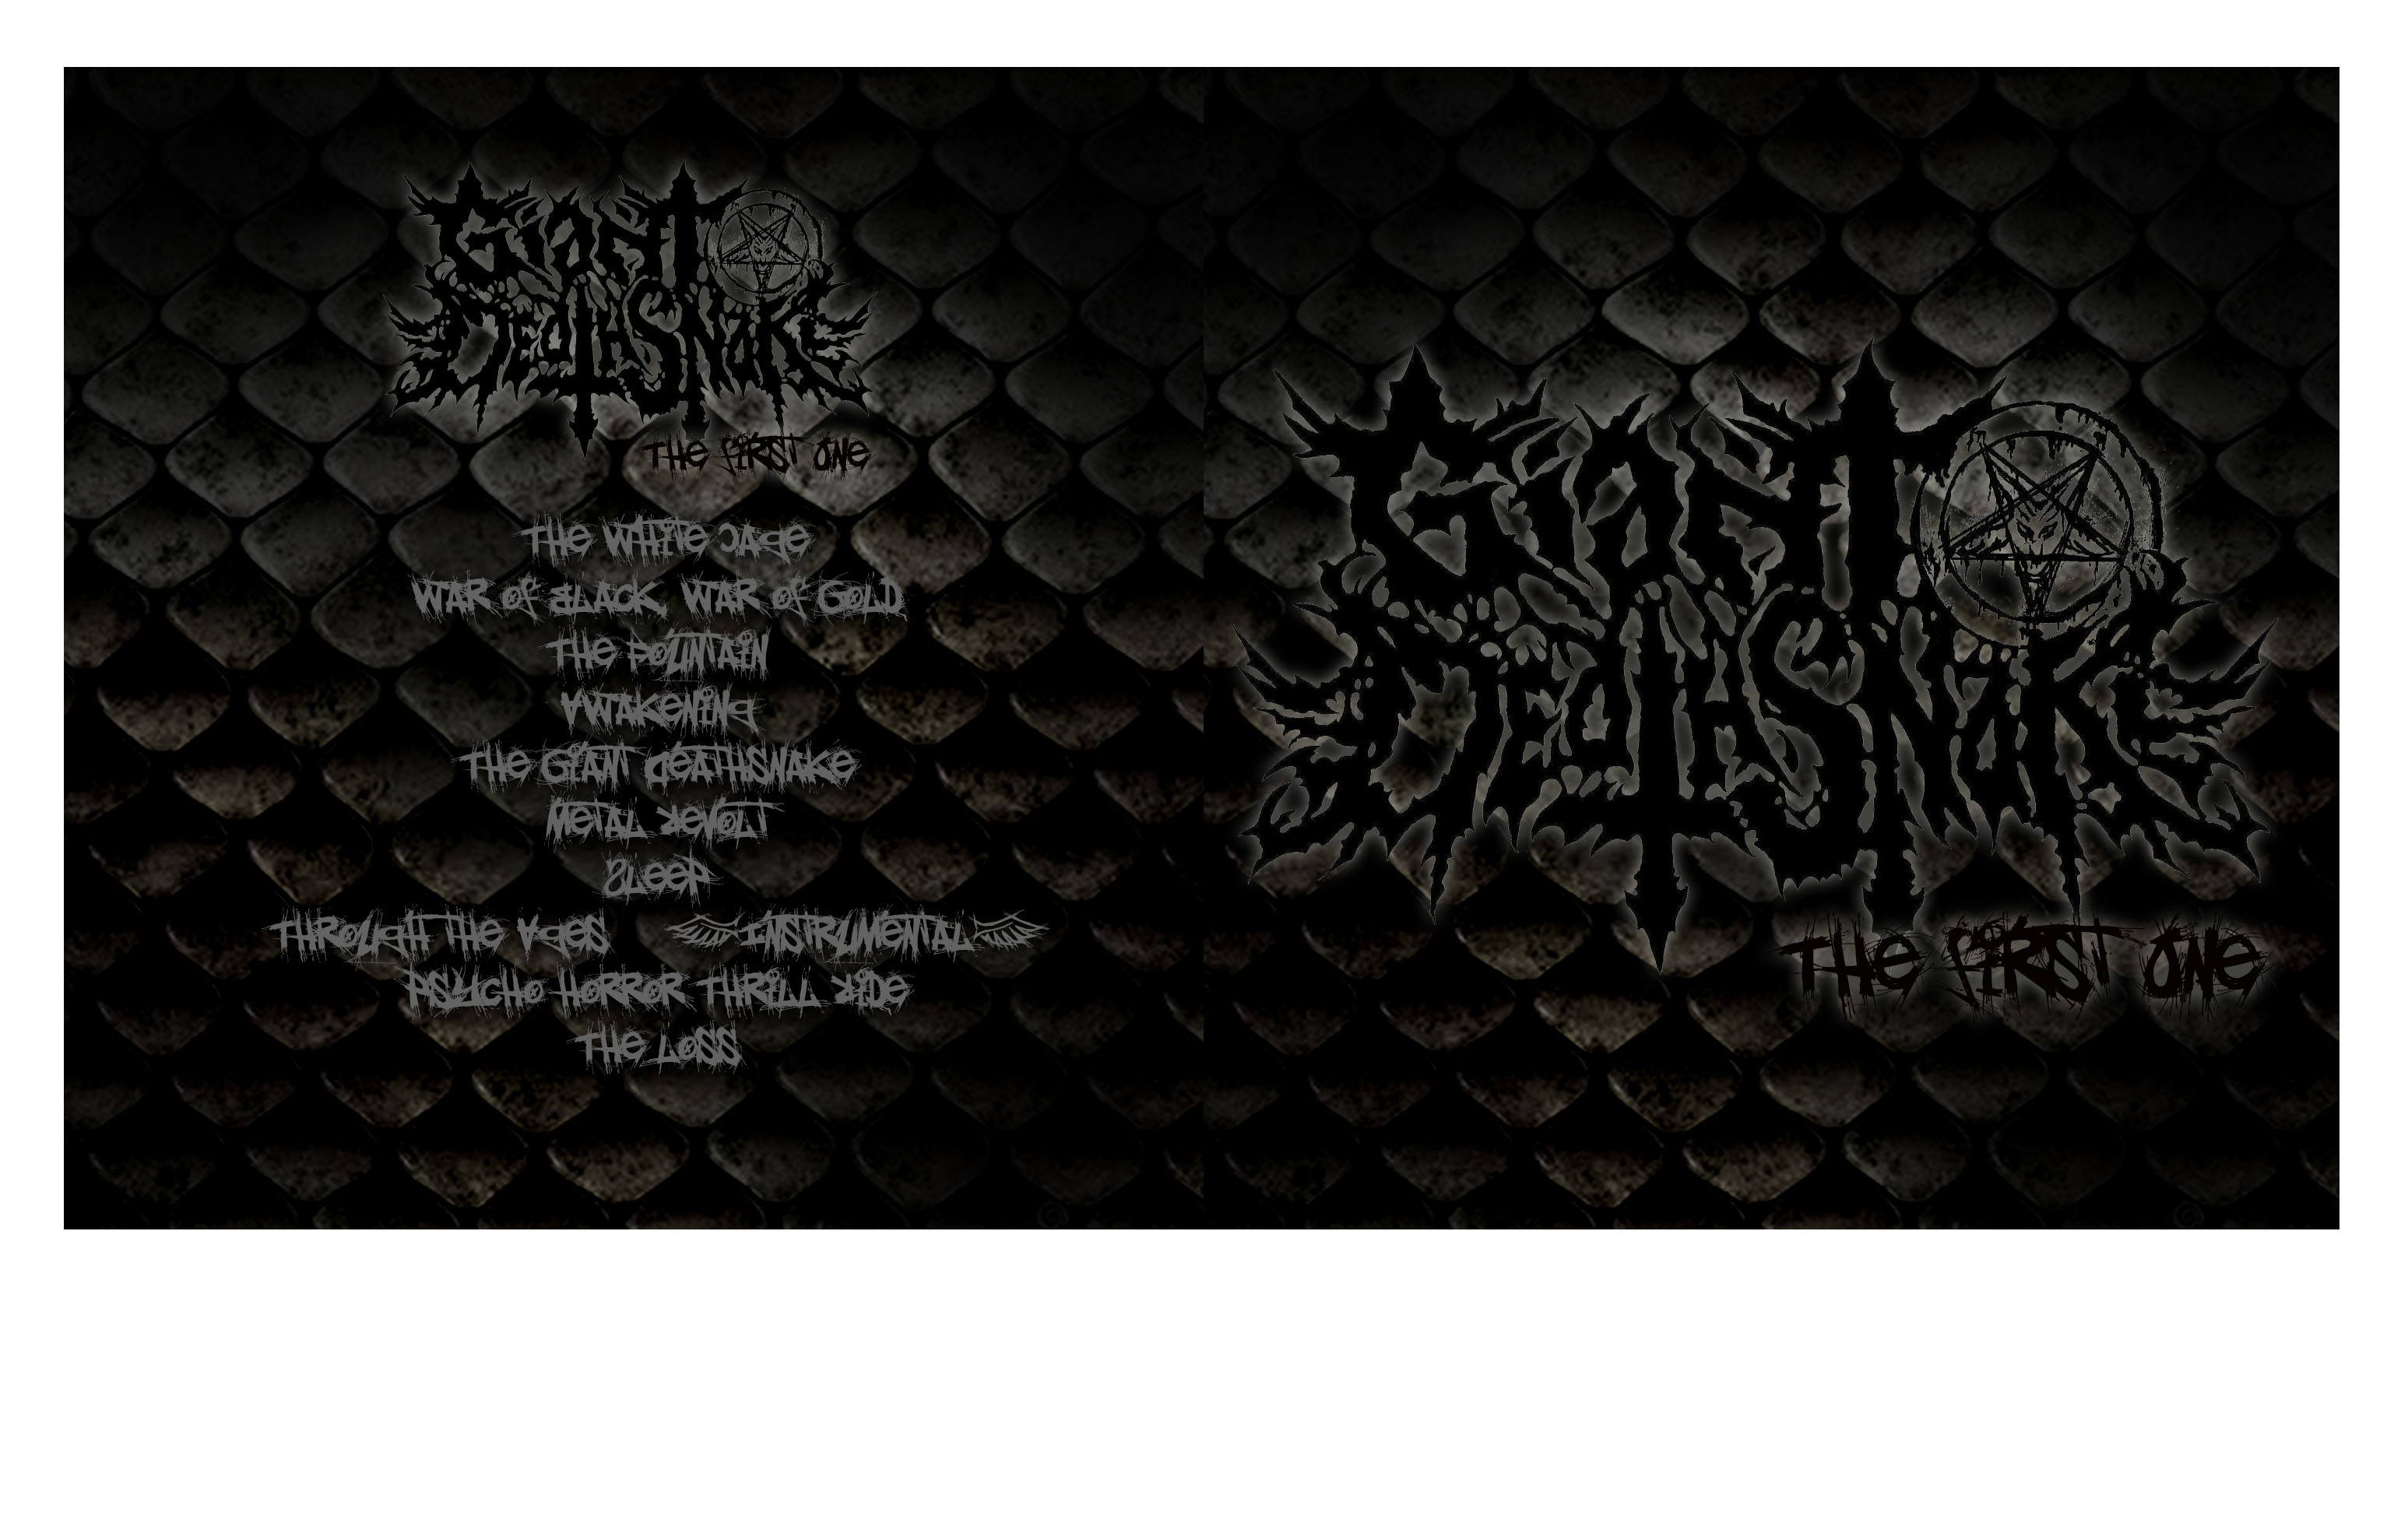 GIANT
DEATHSNAKE
THE FIRST ONE
THE WHITE CAGE
WAR OF BLACK, WAR OF GOLD
THE POUNTAIN
AWAKENING
THE GIANT DEATHSNAKE
METAL REVOLT
SLEEP
THROUGH THE AGES (INSTRUMENTAL)
PSYCHO HORROR THRILL RIDE
THE LOSS
GIANT
DEATHSNAKE
THE FIRST ONE